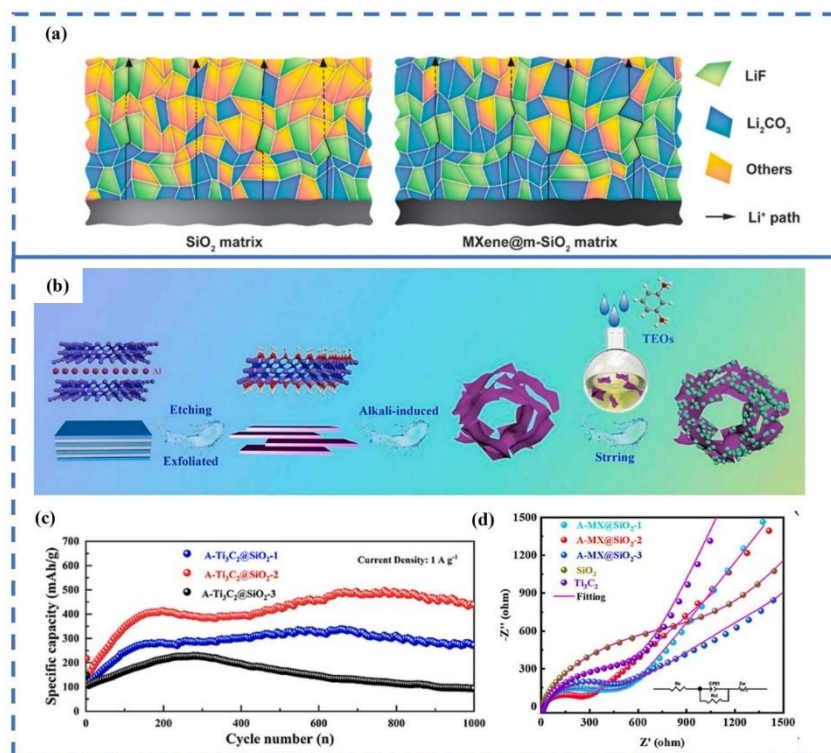 (a)
LiF
Li₂CO₃
Others
Li⁺ path
SiO₂ matrix
MXene@m-SiO₂ matrix
(b)
TEOs
Al
Etching
Exfoliated
Alkali-induced
Strring
(c)
700
600
500
400
300
200
100
0
0
200
400
600
800
1000
Specific capacity (mAh/g)
Cycle number (n)
A-Ti₃C₂@SiO₂-1
A-Ti₃C₂@SiO₂-2
A-Ti₃C₂@SiO₂-3
Current Density: 1 A g⁻¹
(d)
1500
1200
900
600
300
0
0
300
600
900
1200
1500
-Z'' (ohm)
Z' (ohm)
A-MX@SiO₂-1
A-MX@SiO₂-2
A-MX@SiO₂-3
SiO₂
Ti₃C₂
Fitting